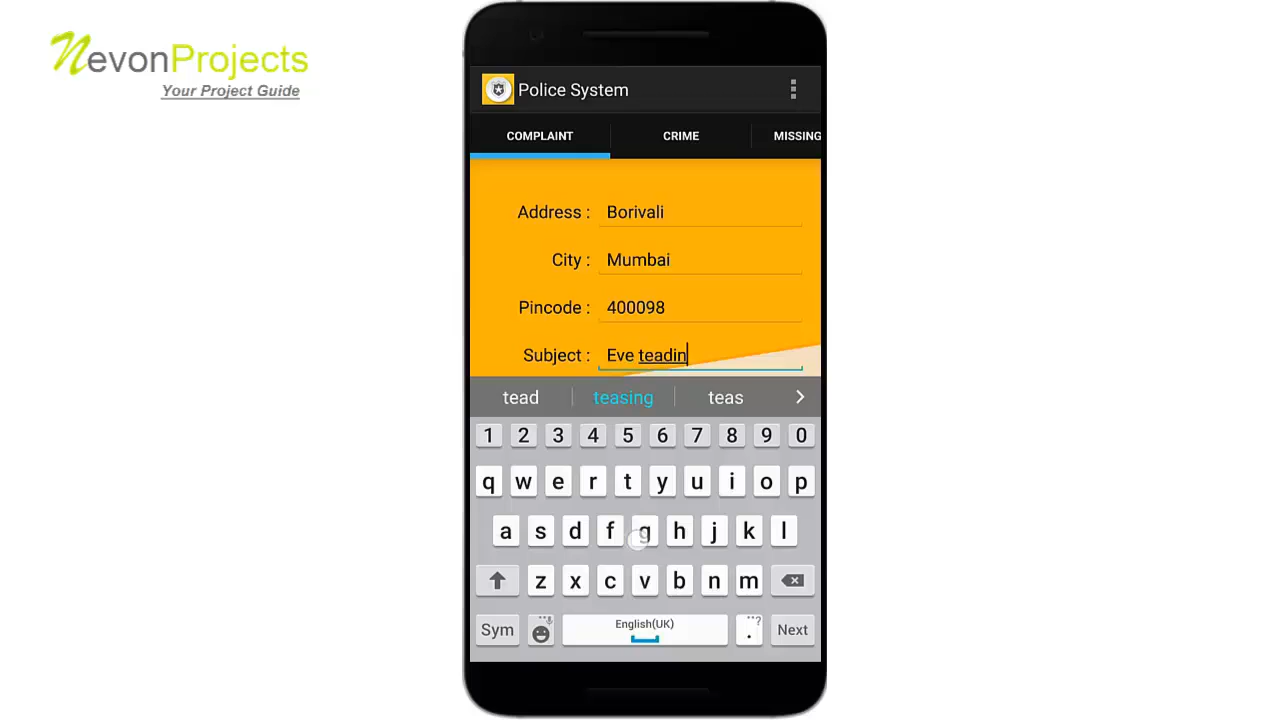 NevonProjects
Your Project Guide
Police System
COMPLAINT CRIME MISSING
Address : Borivali
City : Mumbai
Pincode : 400098
Subject : Eve teadin
tead teasing teas
1 2 3 4 5 6 7 8 9 0
q w e r t y u i o p
a s d f g h j k l
z x c v b n m
Sym English(UK) . ...? Next